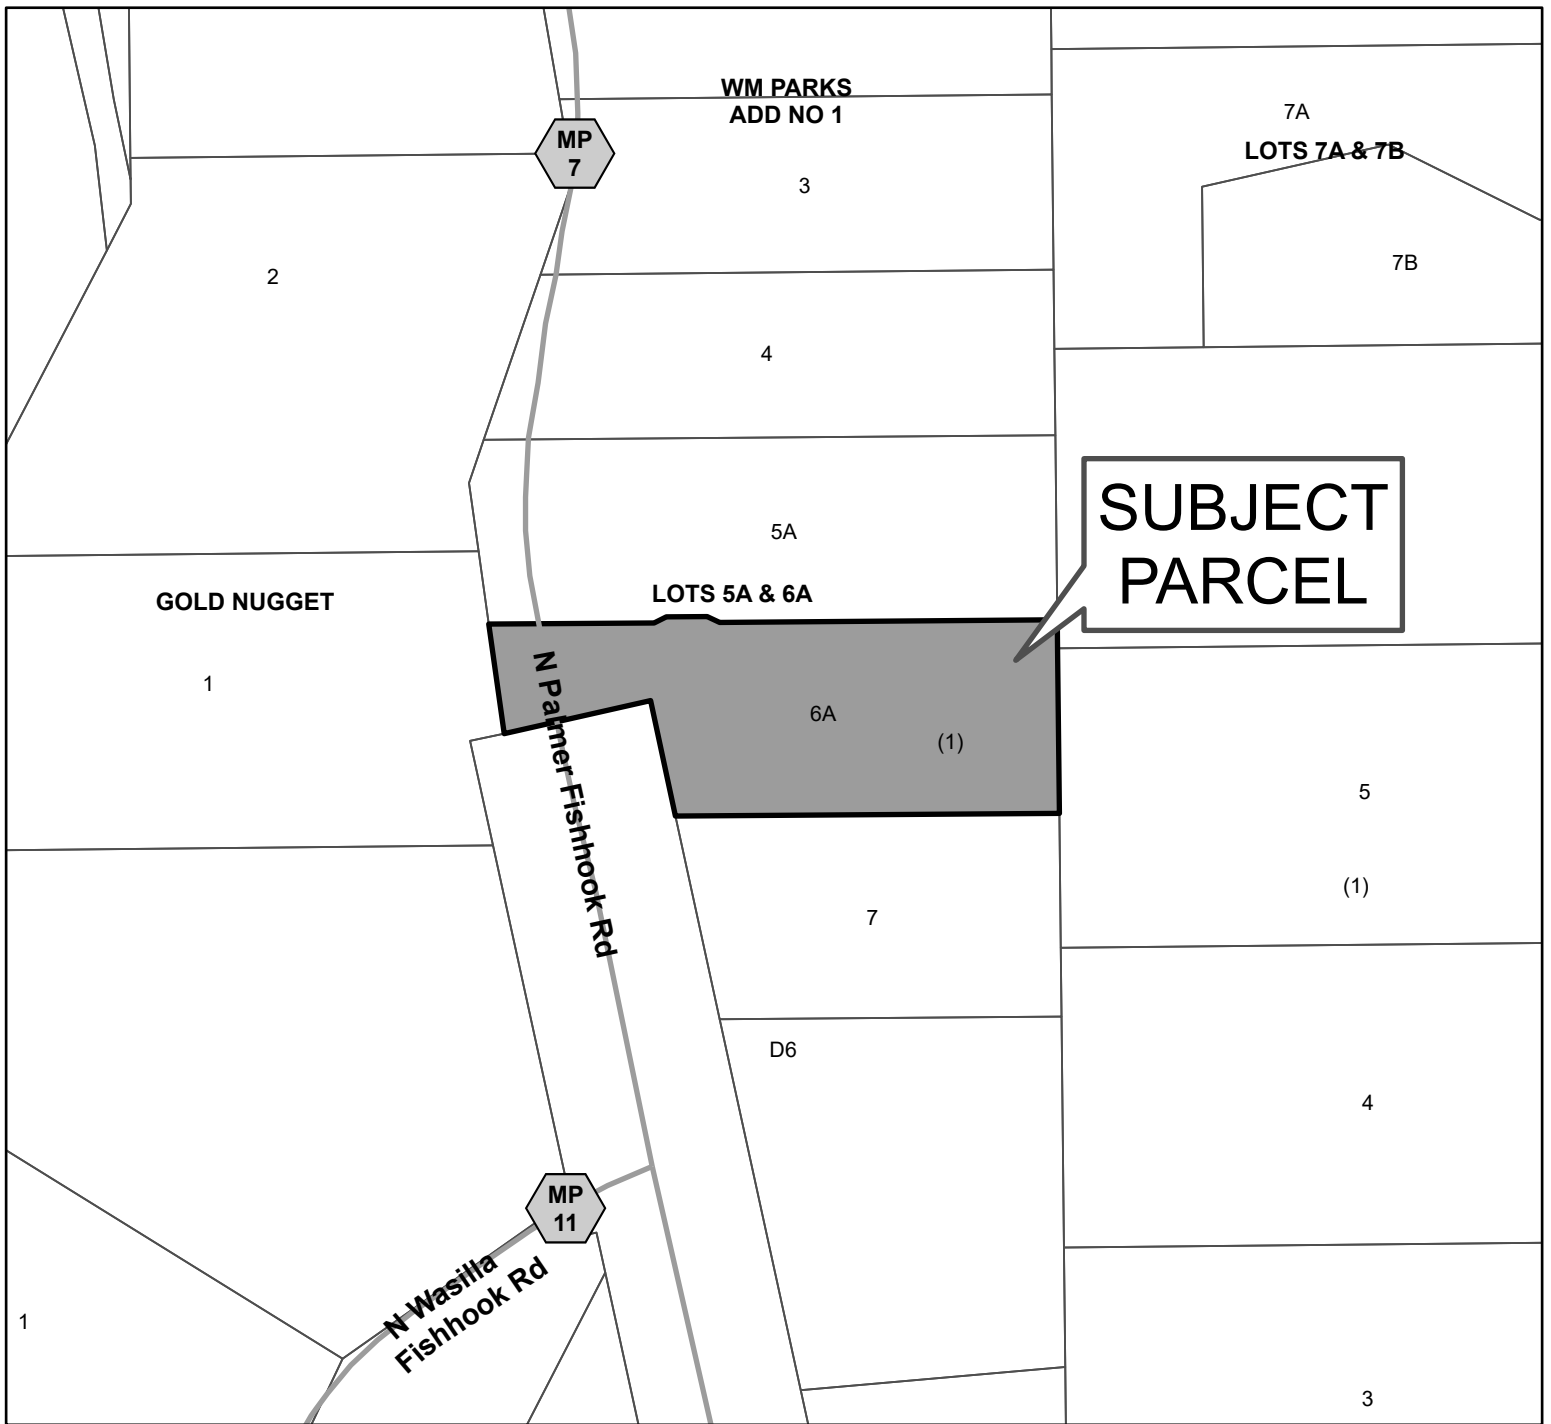 WM PARKS
ADD NO 1
7A
LOTS 7A & 7B
MP
7
3
7B
2
4
SUBJECT
PARCEL
5A
LOTS 5A & 6A
GOLD NUGGET
1
N Palmer Fishhook Rd
6A
(1)
5
(1)
7
D6
4
MP
11
N Wasilla
Fishhook Rd
1
3